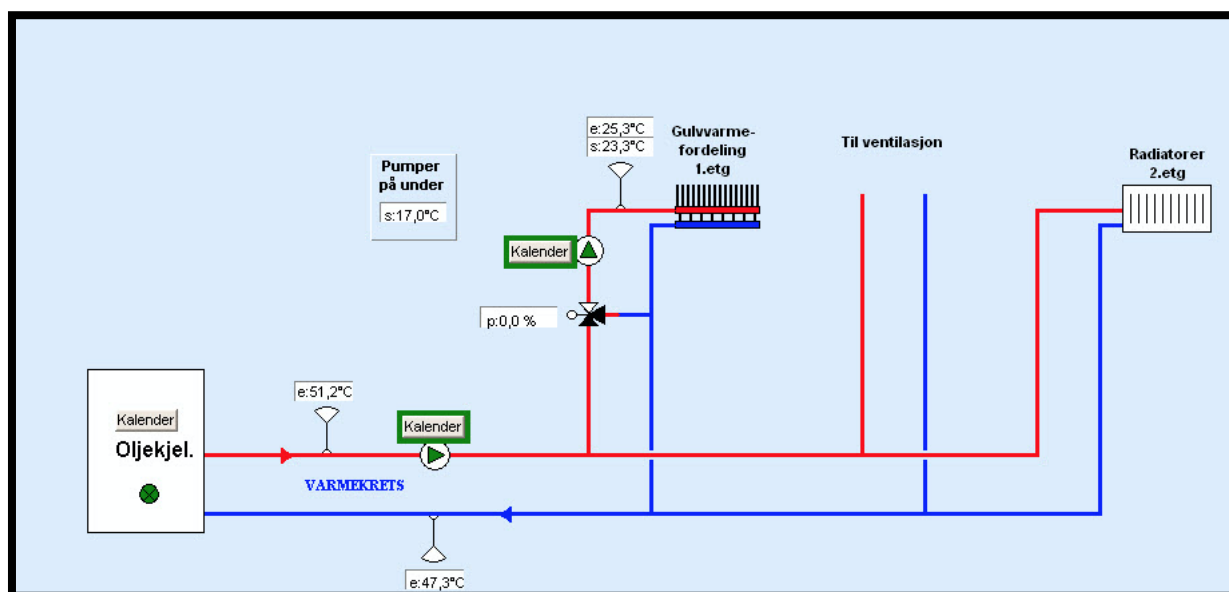 e:25,3°C
s:23,3°C
Gulvvarme-
fordeling
1.etg
Til ventilasjon
Radiatorer
2.etg
Pumper
på under
s:17,0°C
Kalender
p:0,0 %
e:51,2°C
Kalender
Kalender
Oljekjel.
VARMEKRETS
e:47,3°C